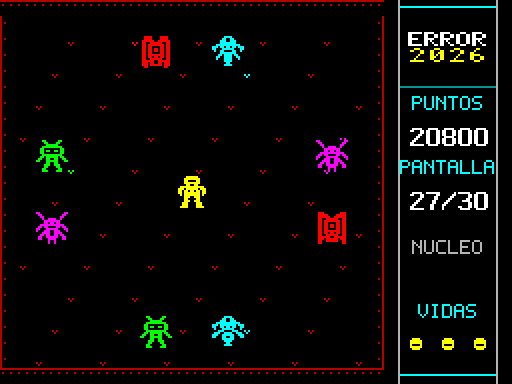 ERROR
2026
PUNTOS
20800
PANTALLA
27/30
NUCLEO
VIDAS